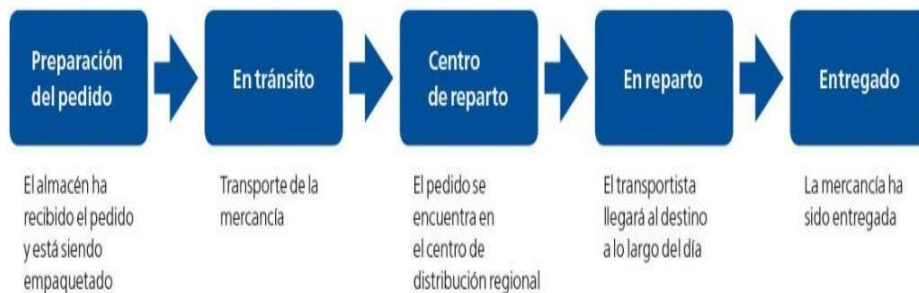 Preparación
del pedido
En tránsito
Centro
de reparto
En reparto
Entregado
El almacén ha
recibido el pedido
y está siendo
empaquetado
Transporte de la
mercancía
El pedido se
encuentra en
el centro de
distribución regional
El transportista
llegará al destino
a lo largo del día
La mercancía ha
sido entregada